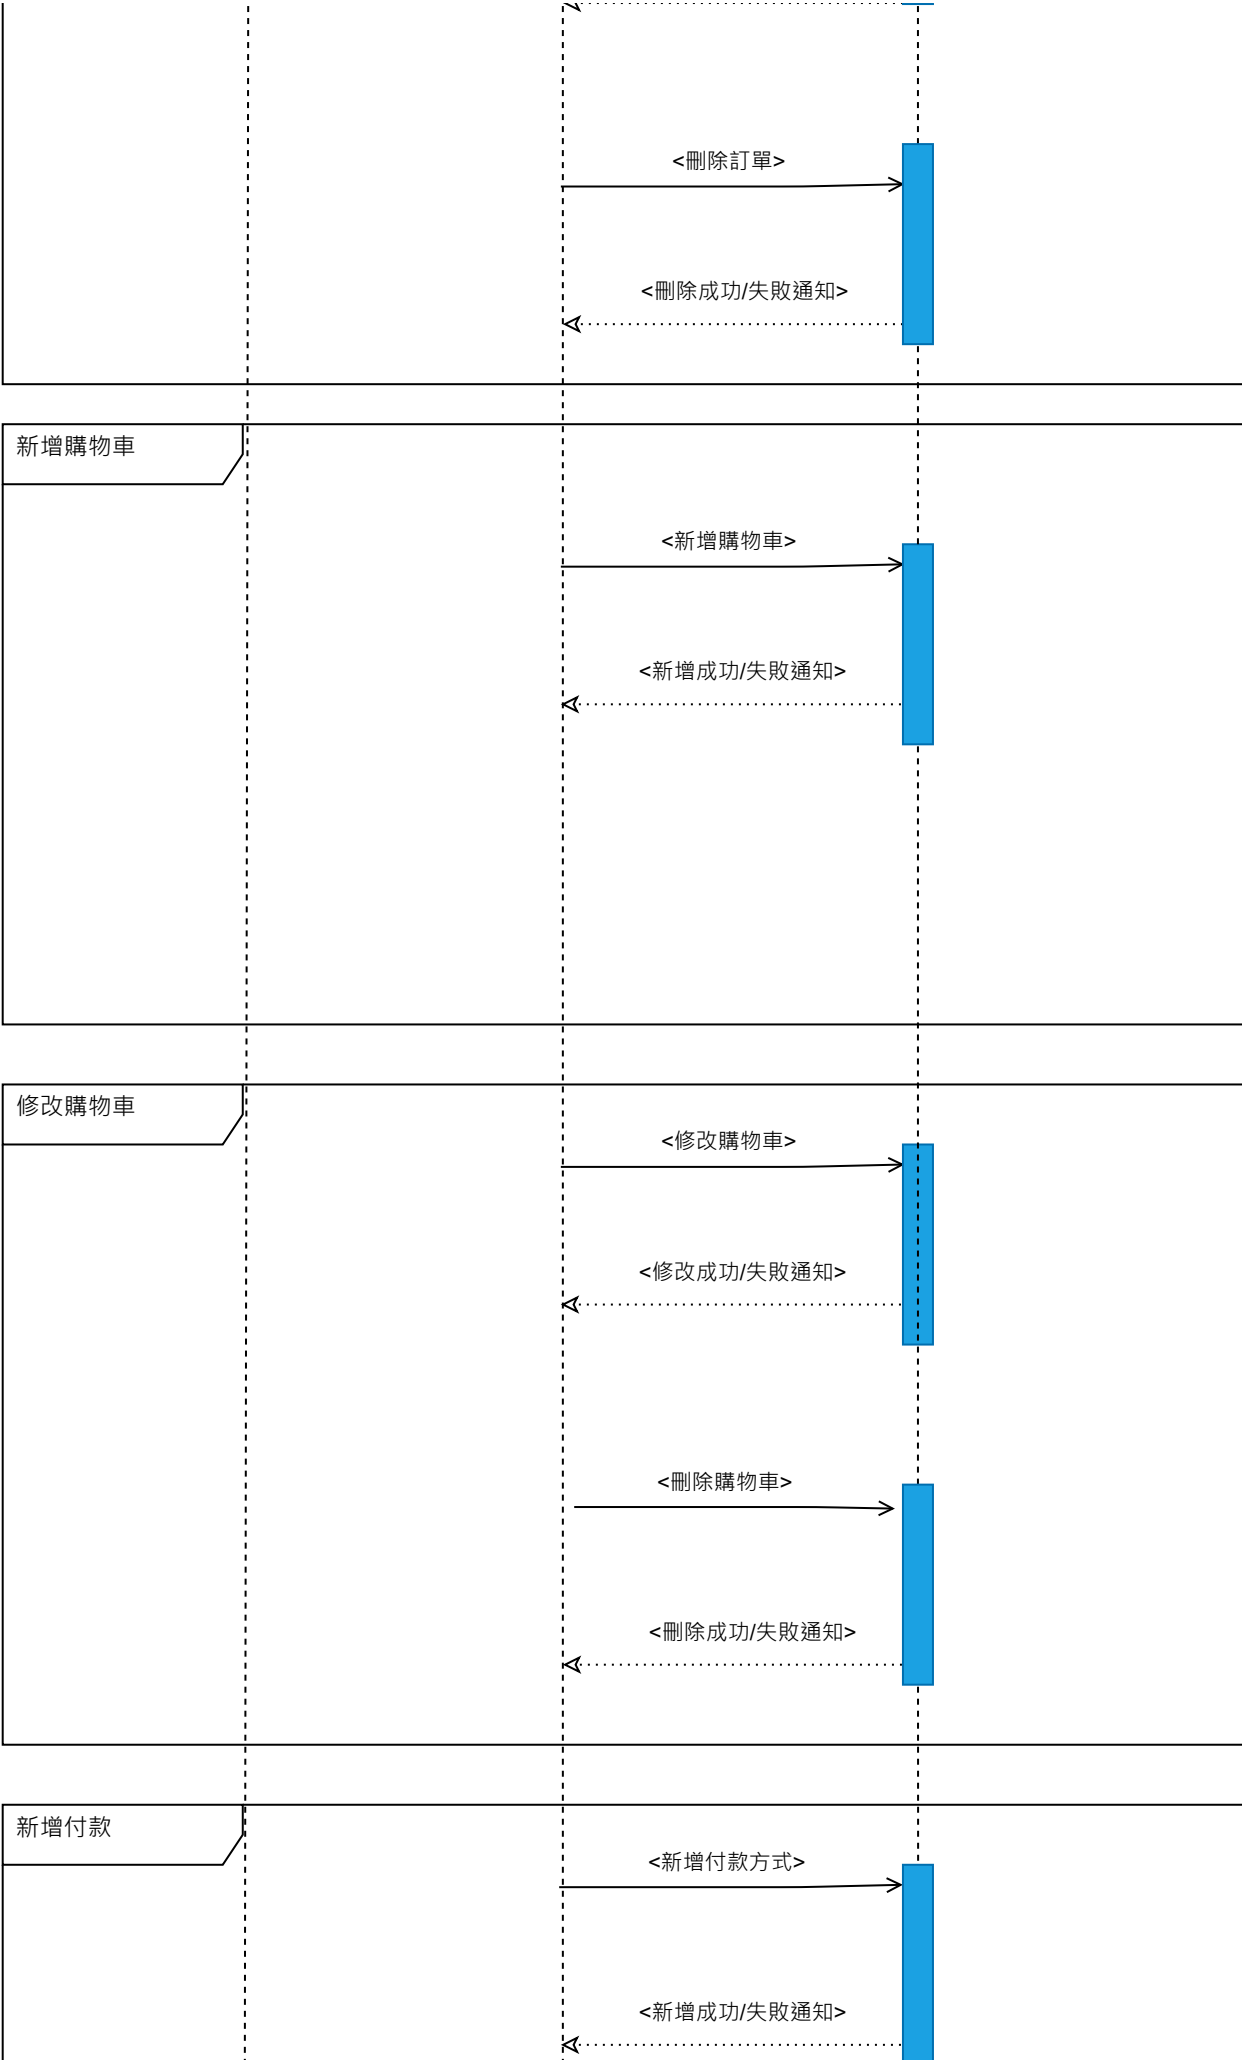 <刪除訂單>
<刪除成功/失敗通知>
新增購物車
<新增購物車>
<新增成功/失敗通知>
修改購物車
<修改購物車>
<修改成功/失敗通知>
<刪除購物車>
<刪除成功/失敗通知>
新增付款
<新增付款方式>
<新增成功/失敗通知>